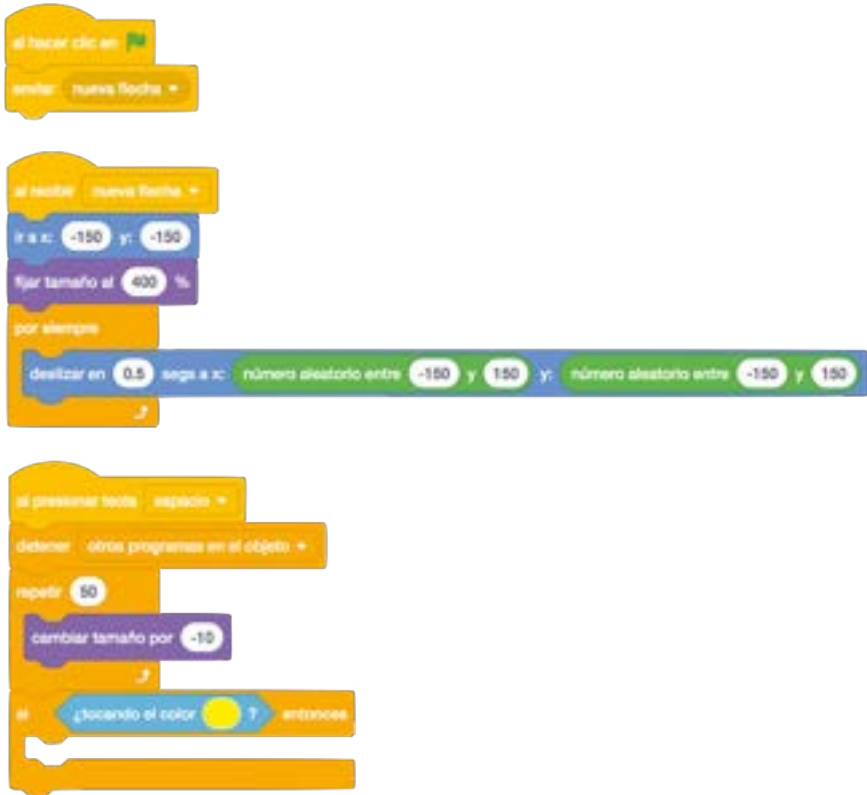 al hacer clic en
enviar nueva flecha
al recibir nueva flecha
ir a x: -150 y: -150
fijar tamaño al 400 %
por siempre
deslizar en 0.5 segs a x: número aleatorio entre -150 y 150 y: número aleatorio entre -150 y 150
al presionar tecla espacio
detener otros programas en el objeto
repetir 50
cambiar tamaño por -10
si ¿tocando el color ? entonces